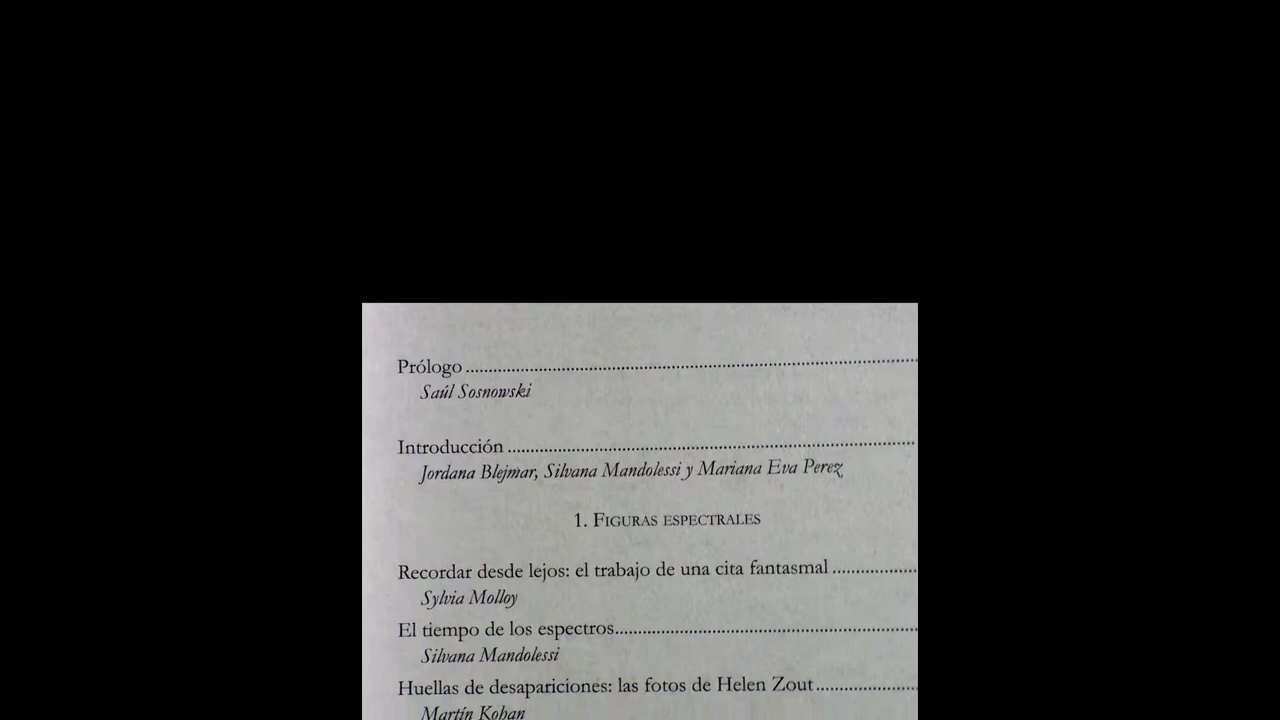 Prólogo
Saúl Sosnowski
Introducción
Jordana Blejmar, Silvana Mandolessi y Mariana Eva Perez
1. FIGURAS ESPECTRALES
Recordar desde lejos: el trabajo de una cita fantasmal
Sylvia Molloy
El tiempo de los espectros
Silvana Mandolessi
Huellas de desapariciones: las fotos de Helen Zout
Martín Kohan